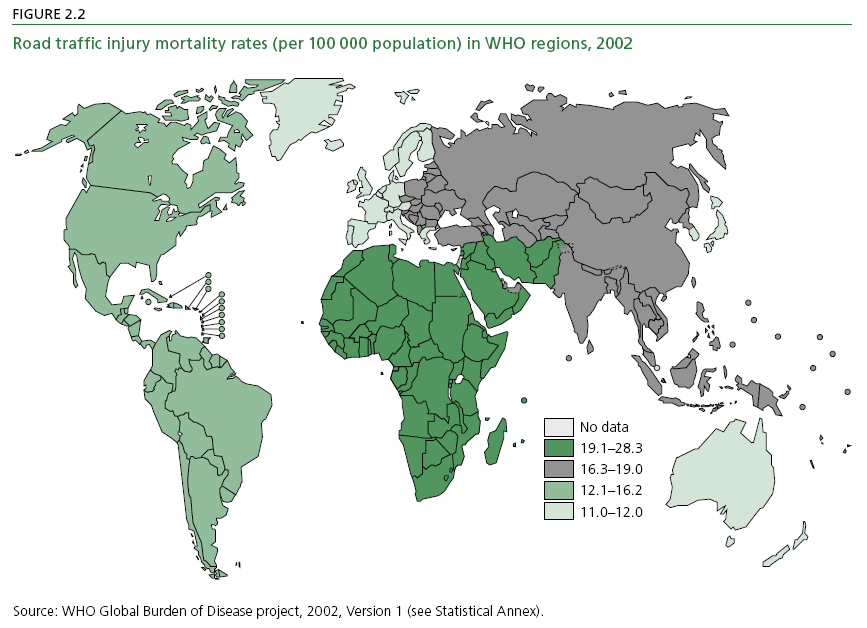 FIGURE 2.2
Road traffic injury mortality rates (per 100 000 population) in WHO regions, 2002
No data
19.1–28.3
16.3–19.0
12.1–16.2
11.0–12.0
Source: WHO Global Burden of Disease project, 2002, Version 1 (see Statistical Annex).